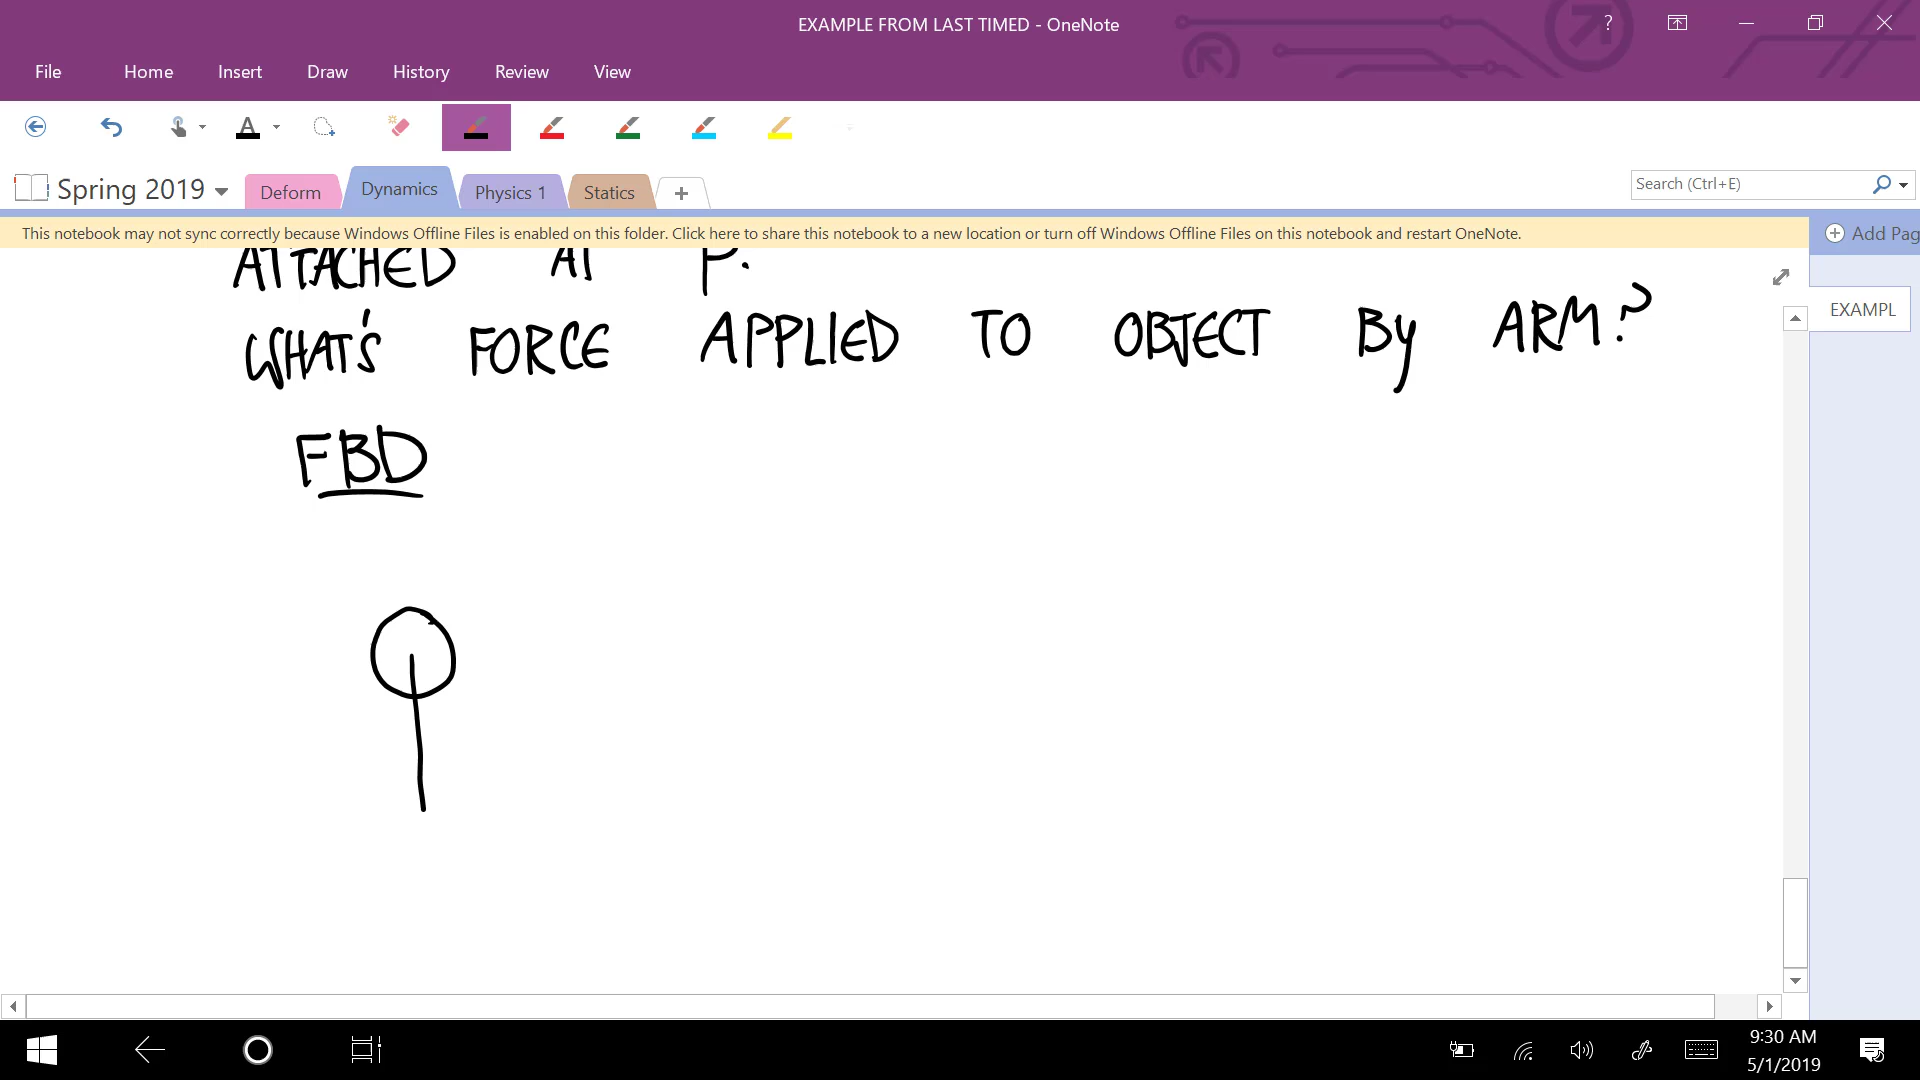 EXAMPLE FROM LAST TIMED - OneNote
?
File Home Insert Draw History Review View
A
Spring 2019 Deform Dynamics Physics 1 Statics +
Search (Ctrl+E)
This notebook may not sync correctly because Windows Offline Files is enabled on this folder. Click here to share this notebook to a new location or turn off Windows Offline Files on this notebook and restart OneNote.
Add Pag
EXAMPL
ATTACHED AT P.
WHAT'S FORCE APPLIED TO OBJECT BY ARM?
FBD
9:30 AM
5/1/2019